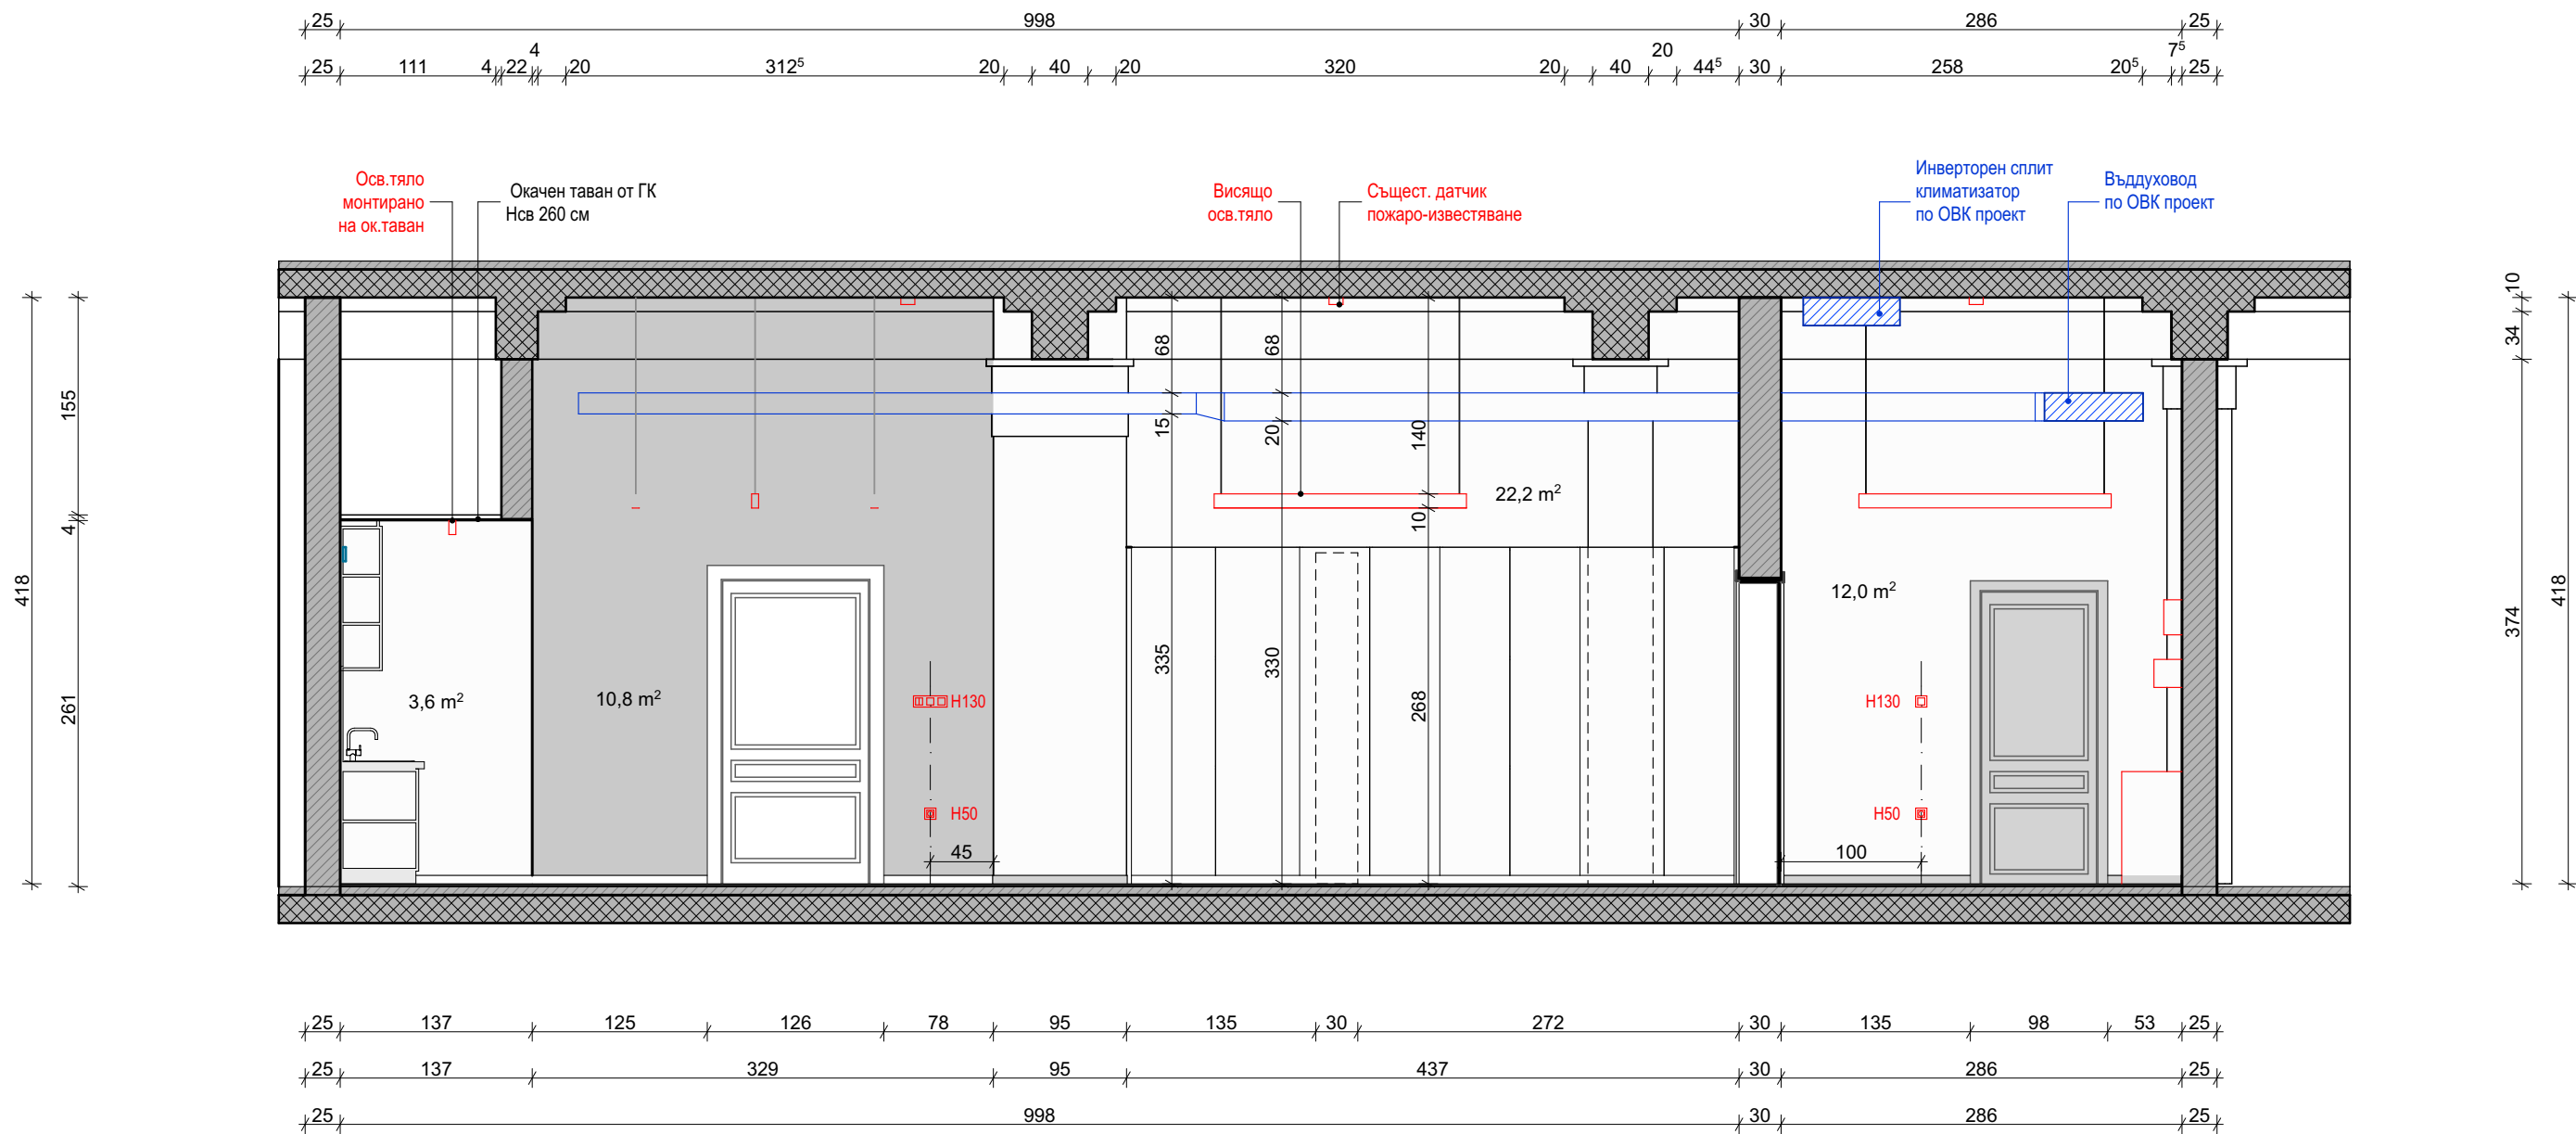 25 998 30 286 25
4 20 7⁵
25 111 4 22 20 312⁵ 20 40 20 320 20 40 44⁵ 30 258 20⁵ 25
Осв.тяло
монтирано
на ок.таван
Окачен таван от ГК
Нсв 260 см
Висящо
осв.тяло
Същест. датчик
пожаро-известяване
Инверторен сплит
климатизатор
по ОВК проект
Въддуховод
по ОВК проект
418
155
4
261
68
15
335
68
20
330
140
10
268
10
34
374
418
22,2 m²
12,0 m²
3,6 m²
10,8 m²
H130
H50
45
H130
H50
100
25 137 125 126 78 95 135 30 272 30 135 98 53 25
25 137 329 95 437 30 286 25
25 998 30 286 25